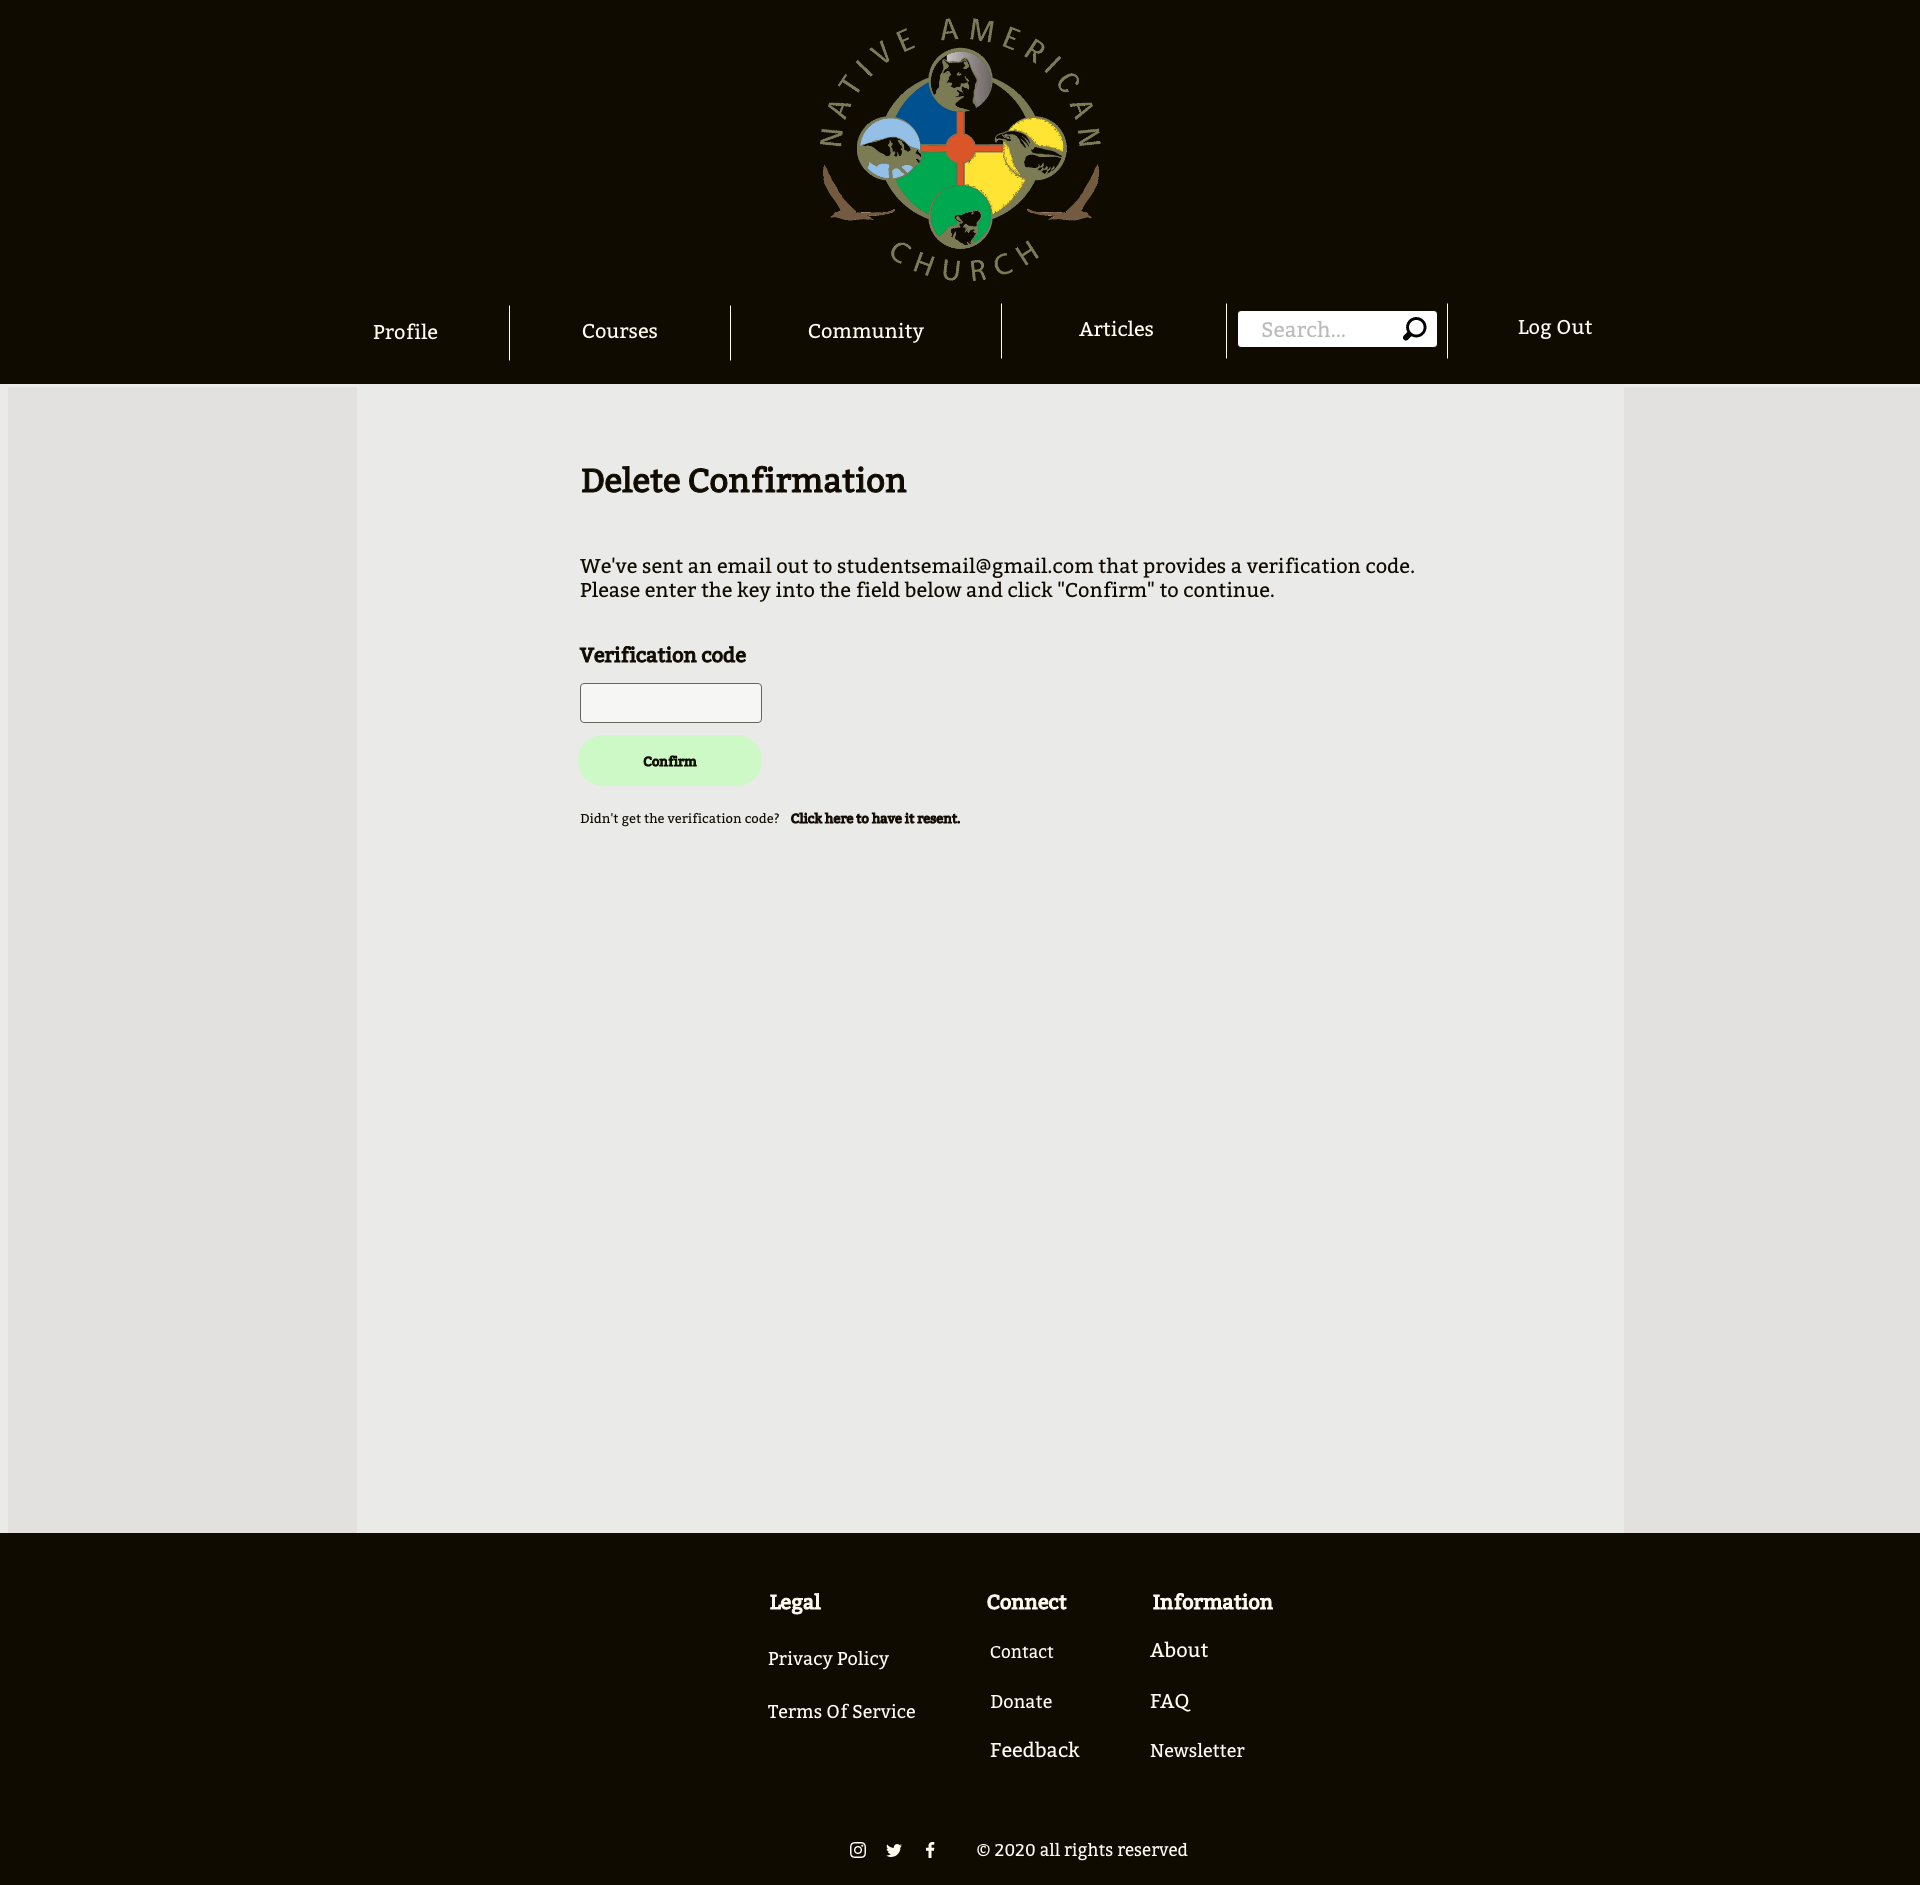 NATIVE AMERICAN
CHURCH
Profile
Courses
Community
Articles
Search...
Log Out
Delete Confirmation
We've sent an email out to studentsemail@gmail.com that provides a verification code.
Please enter the key into the field below and click "Confirm" to continue.
Verification code
Confirm
Didn't get the verification code? Click here to have it resent.
Legal
Privacy Policy
Terms Of Service
Connect
Contact
Donate
Feedback
Information
About
FAQ
Newsletter
© 2020 all rights reserved